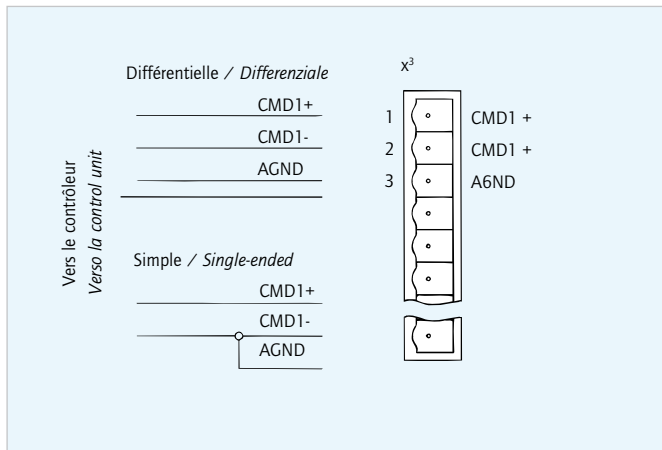 Différentielle / Differenziale
CMD1+
CMD1-
AGND
Vers le contrôleur
Verso la control unit
Simple / Single-ended
CMD1+
CMD1-
AGND
x³
1 CMD1 +
2 CMD1 +
3 A6ND